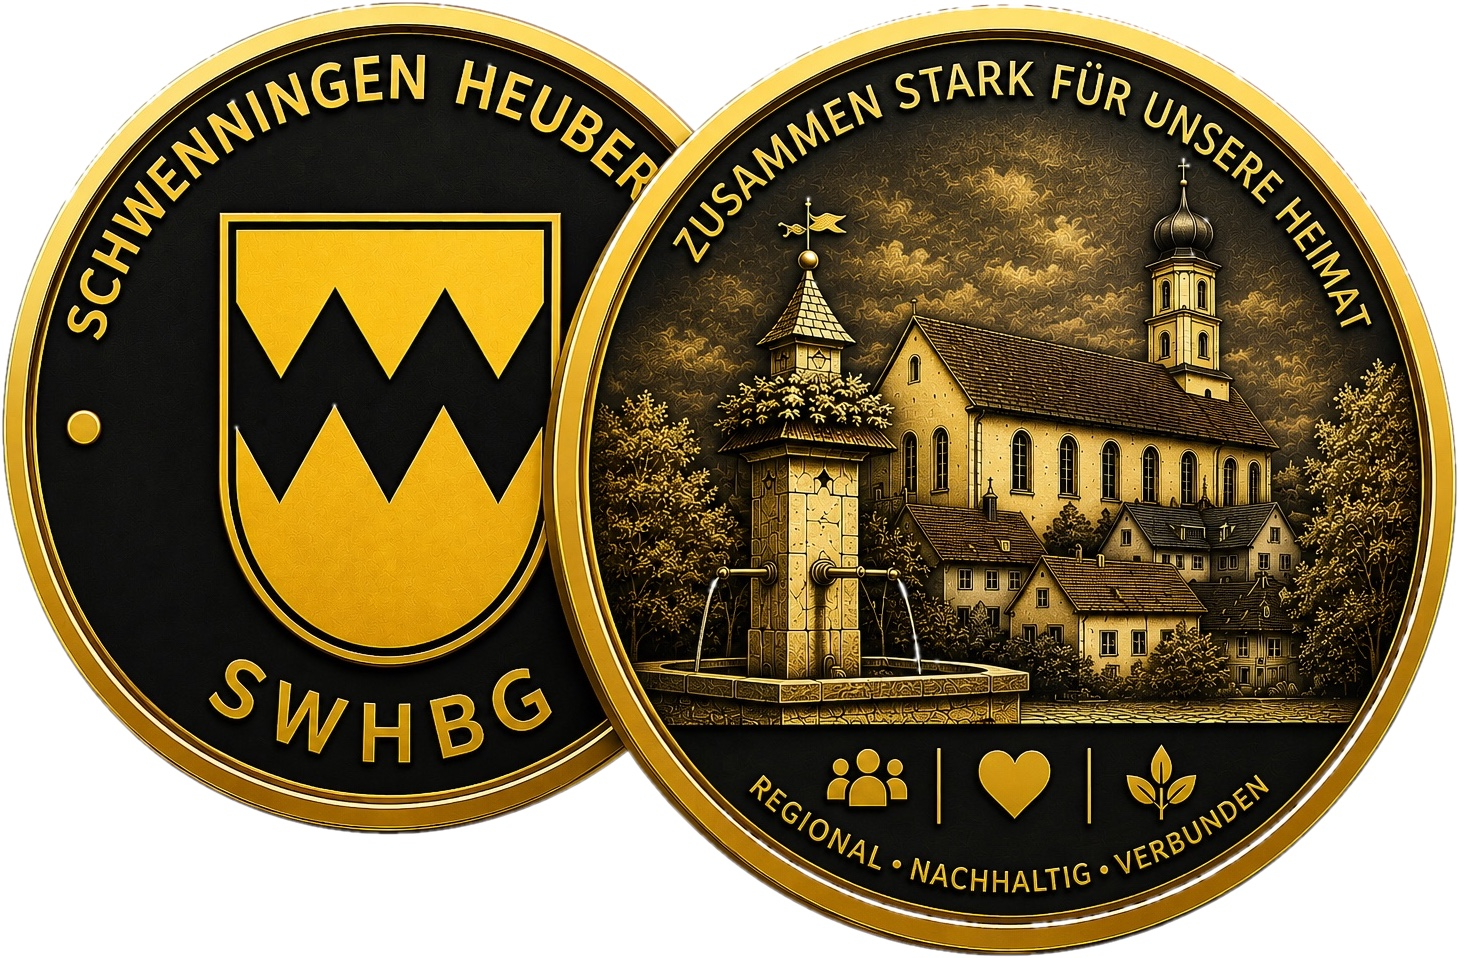 SCHWENNINGEN HEUBER
SWHBG
ZUSAMMEN STARK FÜR UNSERE HEIMAT
REGIONAL • NACHHALTIG • VERBUNDEN